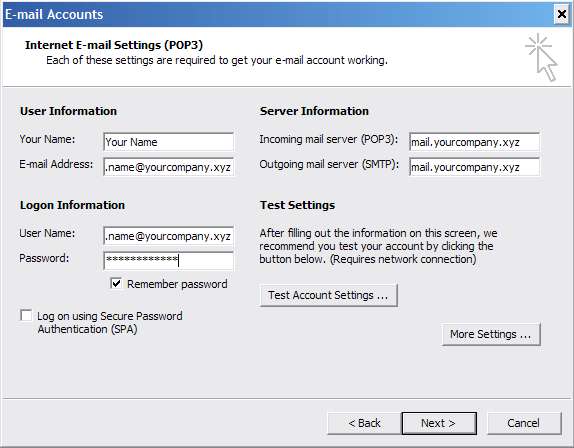 E-mail Accounts
Internet E-mail Settings (POP3)
Each of these settings are required to get your e-mail account working.
User Information
Your Name: Your Name
E-mail Address: .name@yourcompany.xyz
Server Information
Incoming mail server (POP3): mail.yourcompany.xyz
Outgoing mail server (SMTP): mail.yourcompany.xyz
Logon Information
User Name: .name@yourcompany.xyz
Password: ************
Remember password
Log on using Secure Password
Authentication (SPA)
Test Settings
After filling out the information on this screen, we
recommend you test your account by clicking the
button below. (Requires network connection)
Test Account Settings ...
More Settings ...
< Back
Next >
Cancel